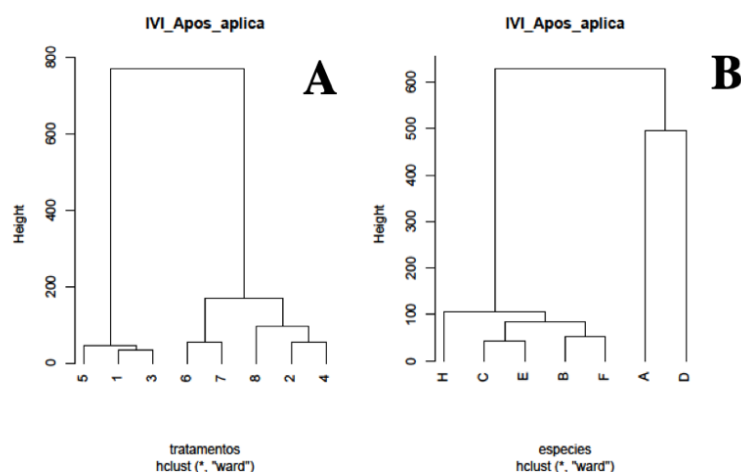 IVI_Apos_aplica
A
Height
0
200
400
600
800
5
1
3
6
7
8
2
4
tratamentos
hclust (*, "ward")
IVI_Apos_aplica
B
Height
0
100
200
300
400
500
600
H
C
E
B
F
A
D
especies
hclust (*, "ward")